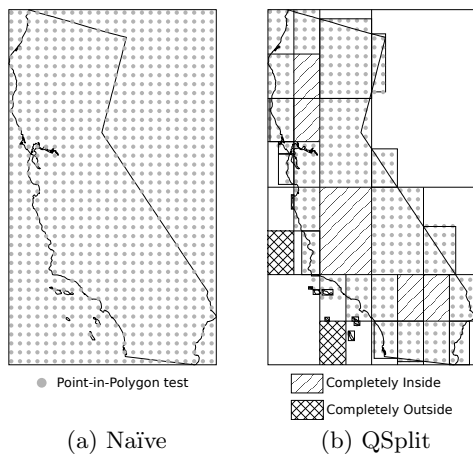 Point-in-Polygon test
Completely Inside
Completely Outside
(a) Naïve
(b) QSplit